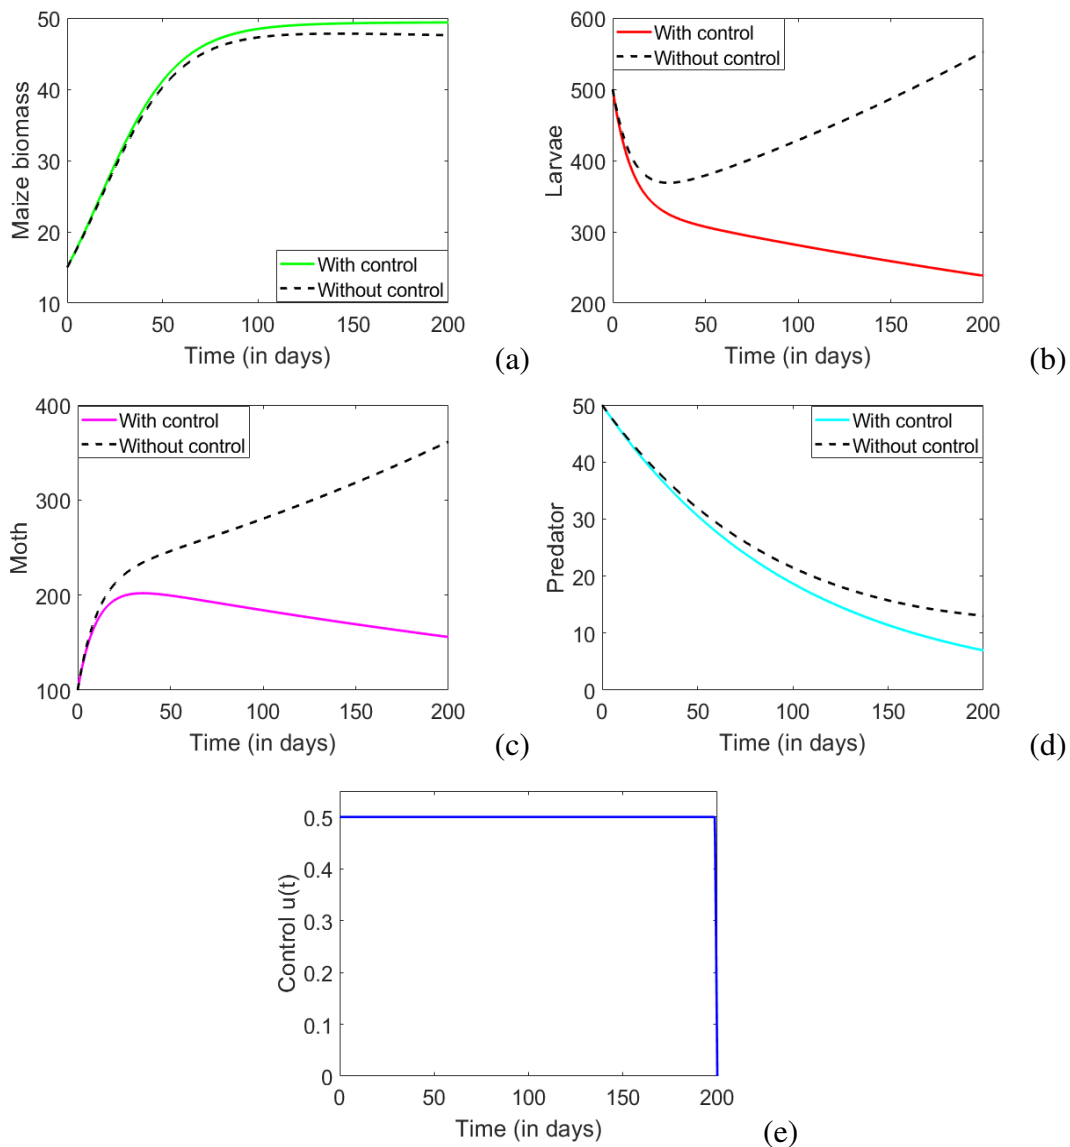 50
40
30
20
10
Maize biomass
With control
Without control
0
50
100
150
200
Time (in days)
(a)
600
500
400
300
200
Larvae
With control
Without control
0
50
100
150
200
Time (in days)
(b)
400
300
200
100
Moth
With control
Without control
0
50
100
150
200
Time (in days)
(c)
50
40
30
20
10
0
Predator
With control
Without control
0
50
100
150
200
Time (in days)
(d)
0.5
0.4
0.3
0.2
0.1
0
Control u(t)
0
50
100
150
200
Time (in days)
(e)